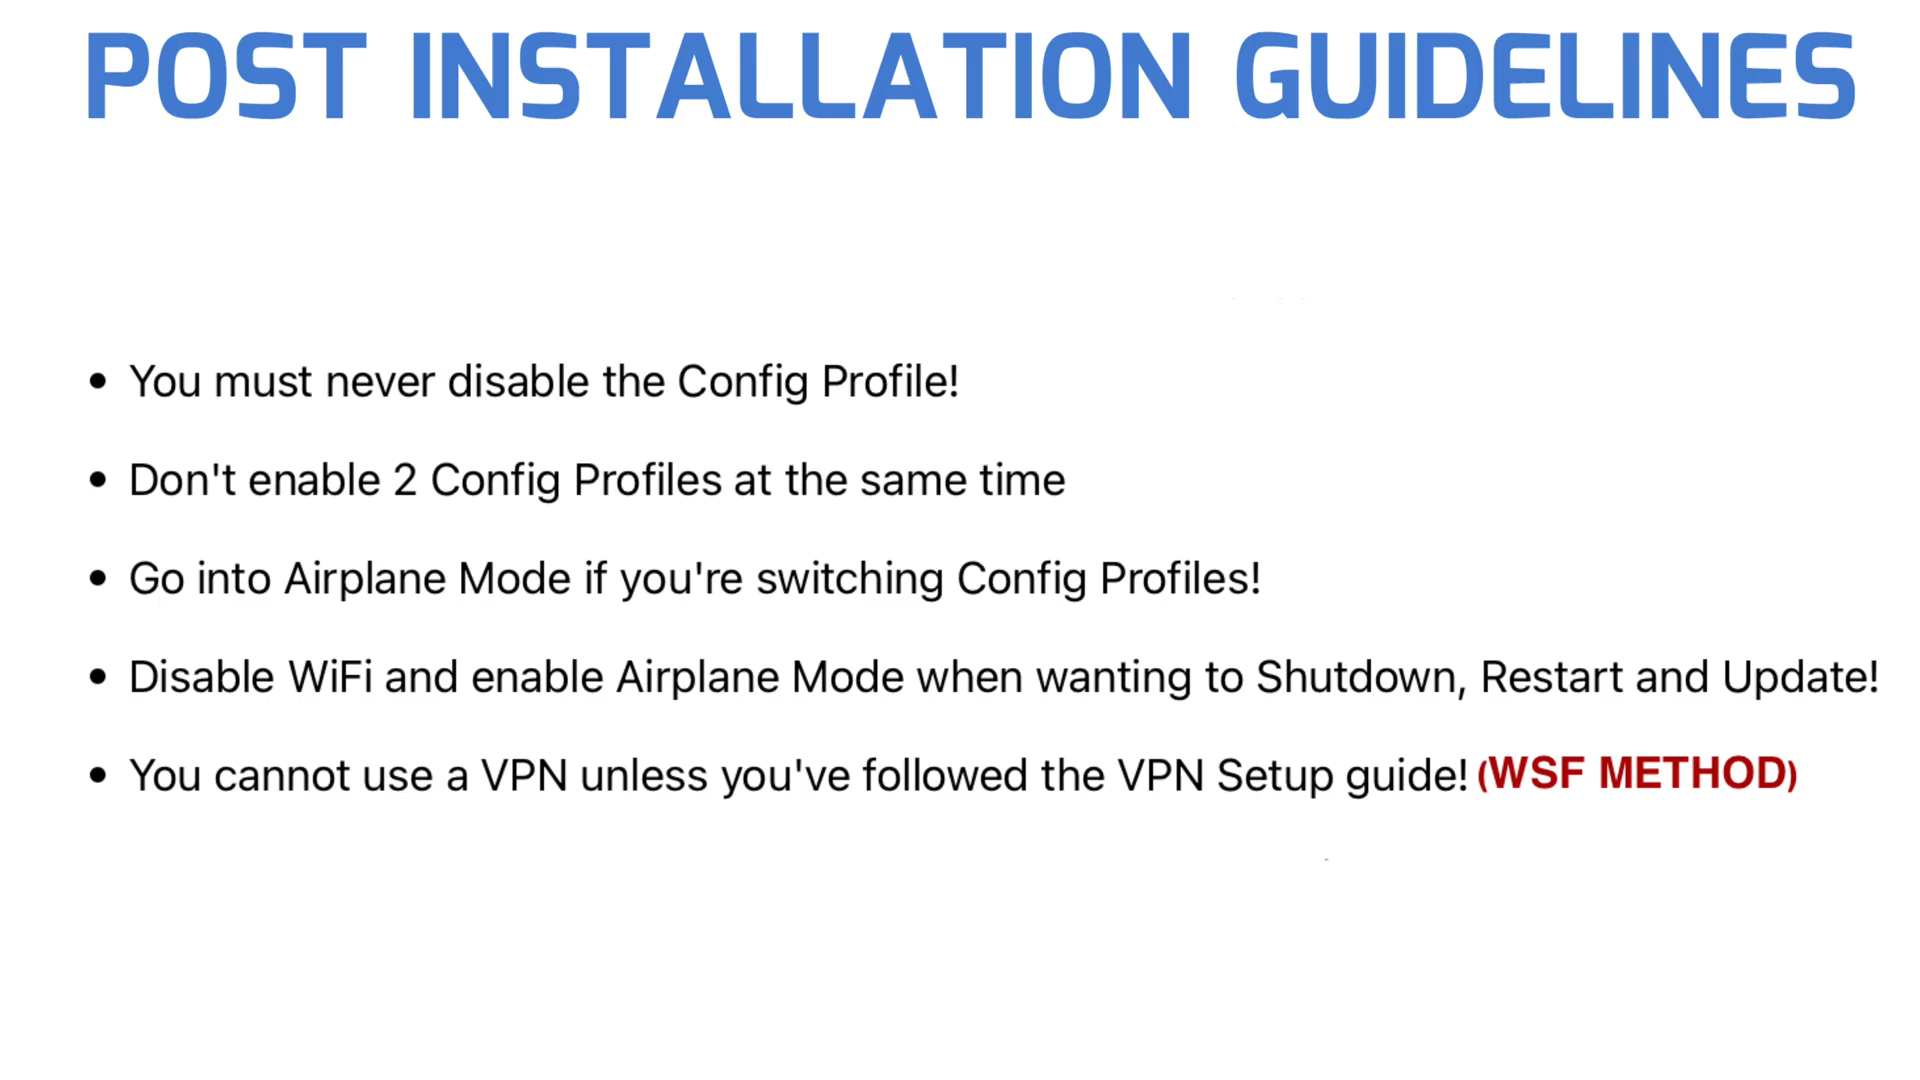 POST INSTALLATION GUIDELINES
• You must never disable the Config Profile!
• Don't enable 2 Config Profiles at the same time
• Go into Airplane Mode if you're switching Config Profiles!
• Disable WiFi and enable Airplane Mode when wanting to Shutdown, Restart and Update!
• You cannot use a VPN unless you've followed the VPN Setup guide! (WSF METHOD)